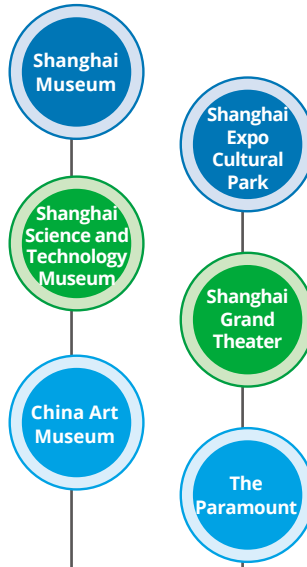 Shanghai
Museum
Shanghai
Science and
Technology
Museum
China Art
Museum
Shanghai
Expo
Cultural
Park
Shanghai
Grand
Theater
The
Paramount